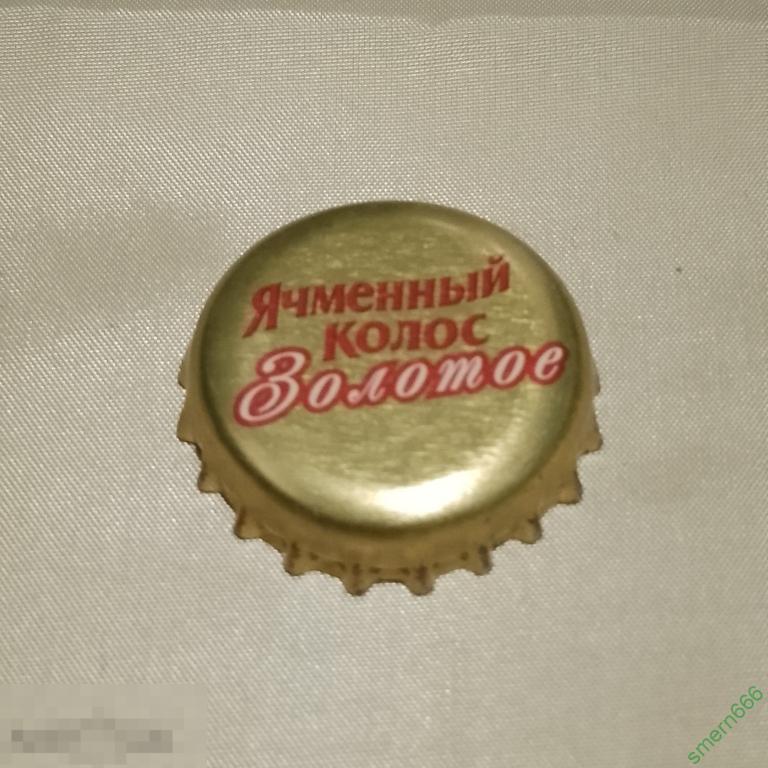 Ячменный
колос
Золотое
smern666